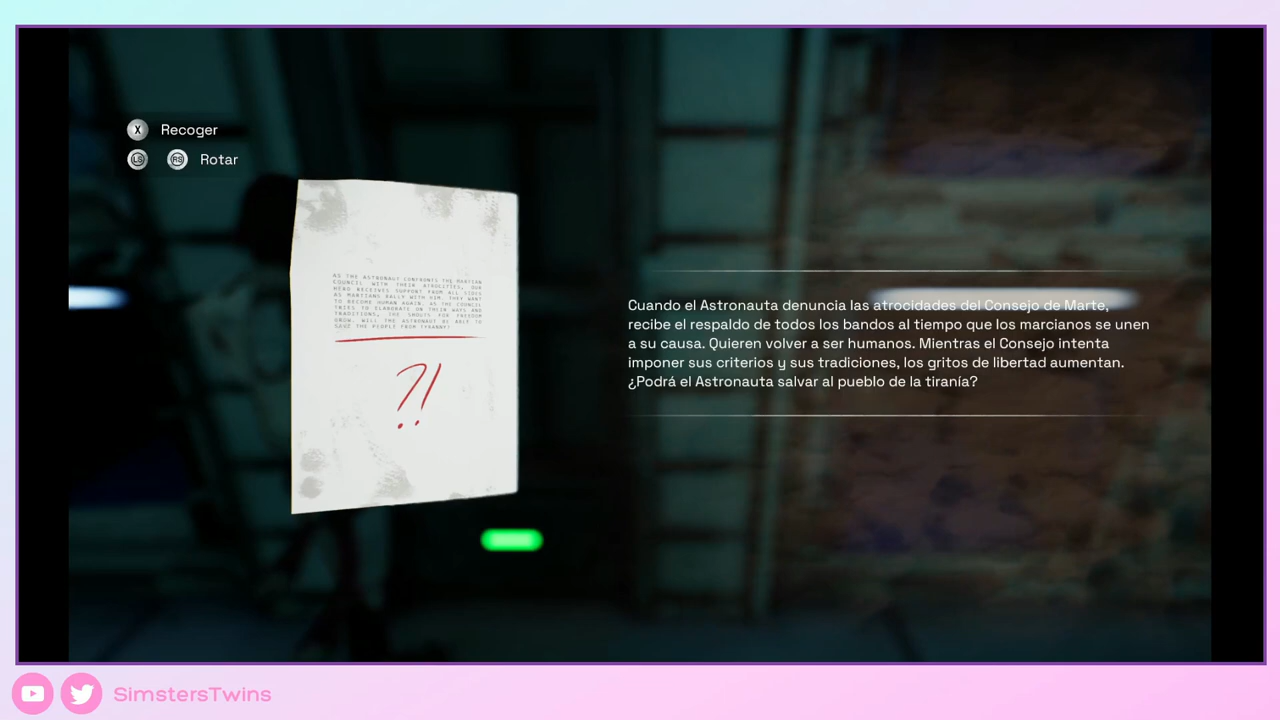 X Recoger
LS RS Rotar
AS THE ASTRONAUT CONFRONTS THE MARTIAN
COUNCIL WITH THEIR ATROCITIES, OUR
HERO RECEIVES SUPPORT FROM ALL SIDES
AS MARTIANS RALLY WITH HIM. THEY WANT
TO BECOME HUMAN AGAIN. AS THE COUNCIL
TRIES TO ELABORATE ON THEIR WAYS AND
TRADITIONS, THE SHOUTS FOR FREEDOM
GROW. WILL THE ASTRONAUT BE ABLE TO
SAVE THE PEOPLE FROM TYRANNY?
?!
Cuando el Astronauta denuncia las atrocidades del Consejo de Marte,
recibe el respaldo de todos los bandos al tiempo que los marcianos se unen
a su causa. Quieren volver a ser humanos. Mientras el Consejo intenta
imponer sus criterios y sus tradiciones, los gritos de libertad aumentan.
¿Podrá el Astronauta salvar al pueblo de la tiranía?
SimstersTwins